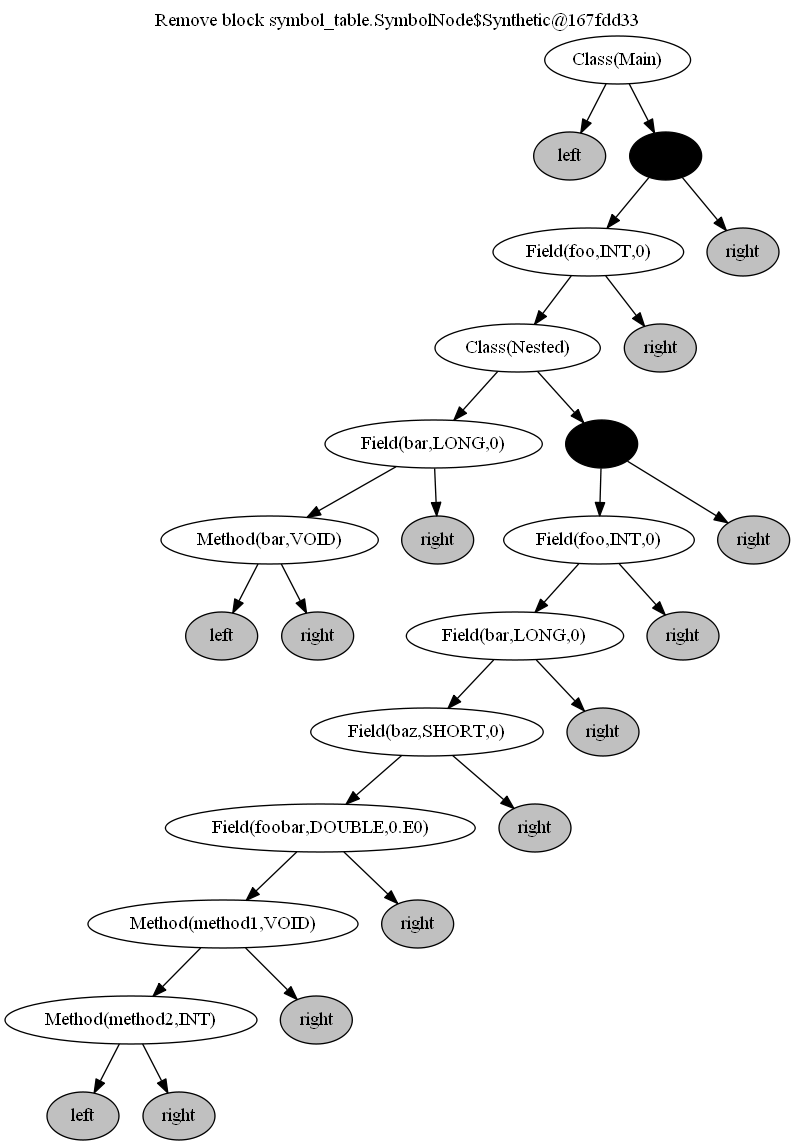 Remove block symbol_table.SymbolNode$Synthetic@167fdd33
Class(Main)
left
Field(foo,INT,0)
right
Class(Nested)
right
Field(bar,LONG,0)
Method(bar,VOID)
right
Field(foo,INT,0)
right
left
right
Field(bar,LONG,0)
right
Field(baz,SHORT,0)
right
Field(foobar,DOUBLE,0.E0)
right
Method(method1,VOID)
right
Method(method2,INT)
right
left
right